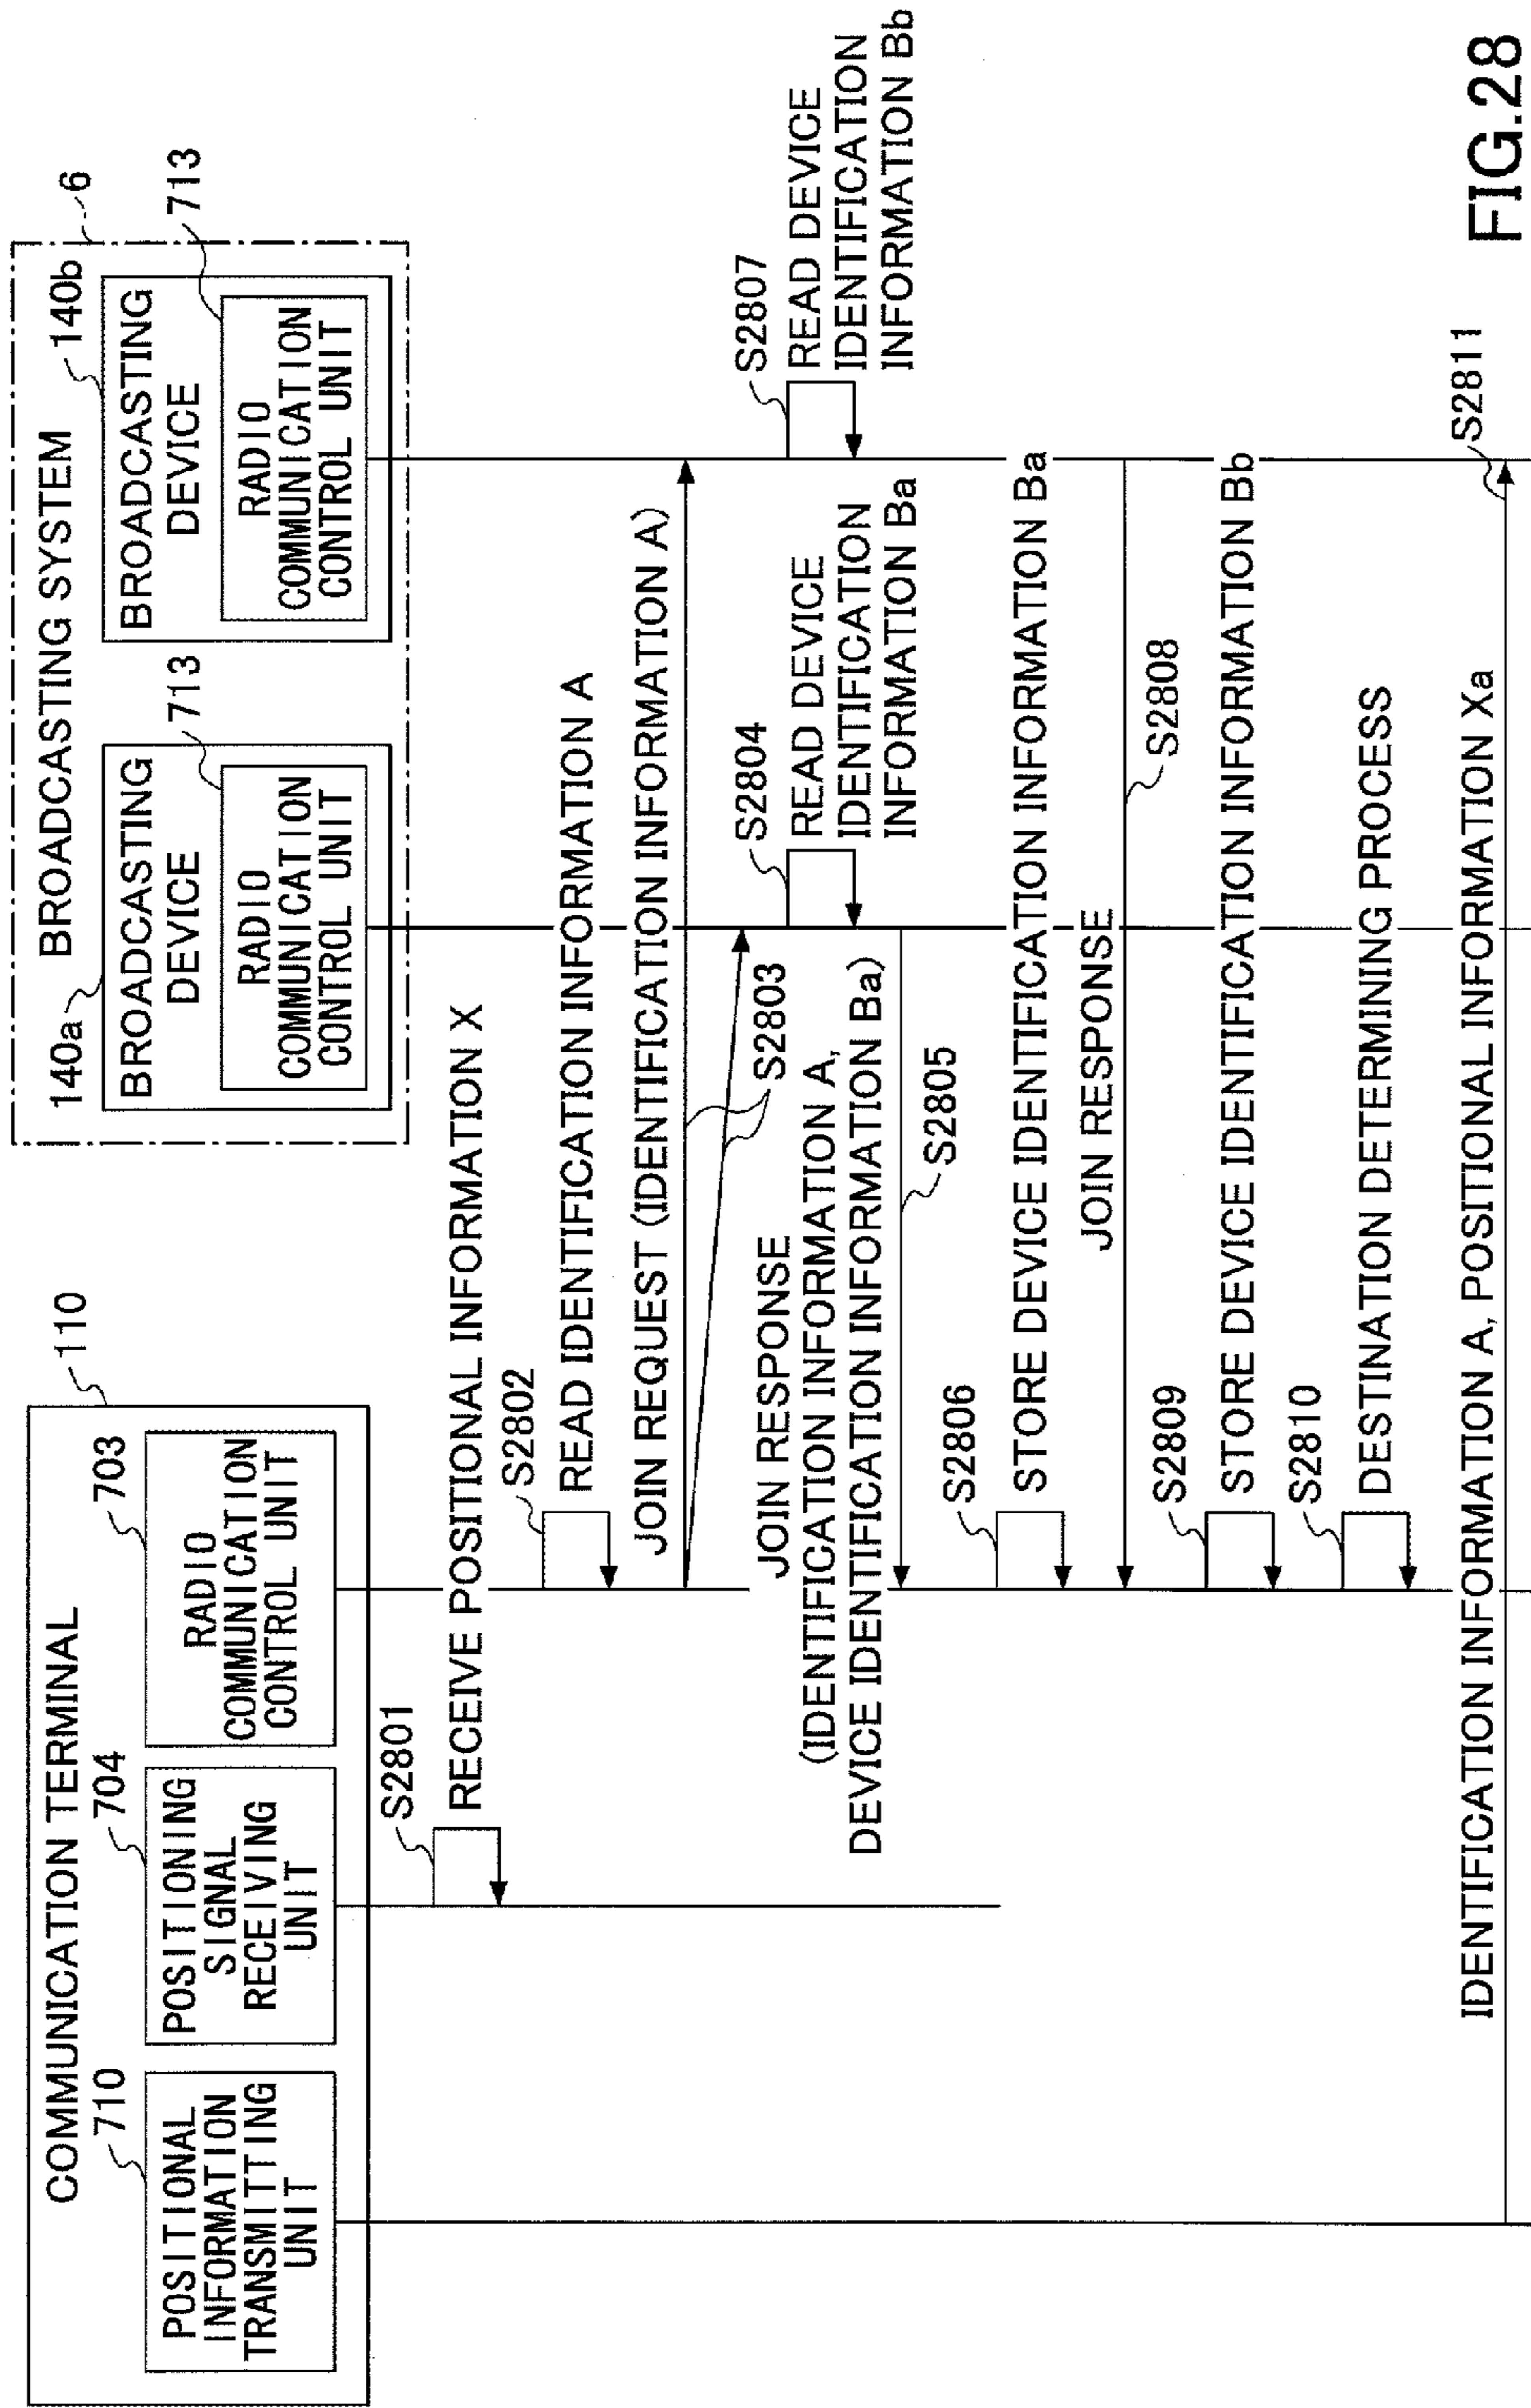 COMMUNICATION TERMINAL
110
710
704
703
POSITIONAL
INFORMATION
TRANSMITTING
UNIT
POSITIONING
SIGNAL
RECEIVING
UNIT
RADIO
COMMUNICATION
CONTROL UNIT
BROADCASTING SYSTEM
6
140a
BROADCASTING
DEVICE
713
RADIO
COMMUNICATION
CONTROL UNIT
140b
BROADCASTING
DEVICE
713
RADIO
COMMUNICATION
CONTROL UNIT
S2801
RECEIVE POSITIONAL INFORMATION X
S2802
READ IDENTIFICATION INFORMATION A
JOIN REQUEST (IDENTIFICATION INFORMATION A)
S2803
S2804
READ DEVICE
IDENTIFICATION
INFORMATION Ba
S2807
READ DEVICE
IDENTIFICATION
INFORMATION Bb
JOIN RESPONSE
(IDENTIFICATION INFORMATION A,
DEVICE IDENTIFICATION INFORMATION Ba)
S2805
S2806
STORE DEVICE IDENTIFICATION INFORMATION Ba
JOIN RESPONSE
S2808
S2809
STORE DEVICE IDENTIFICATION INFORMATION Bb
S2810
DESTINATION DETERMINING PROCESS
IDENTIFICATION INFORMATION A, POSITIONAL INFORMATION Xa
S2811
FIG.28